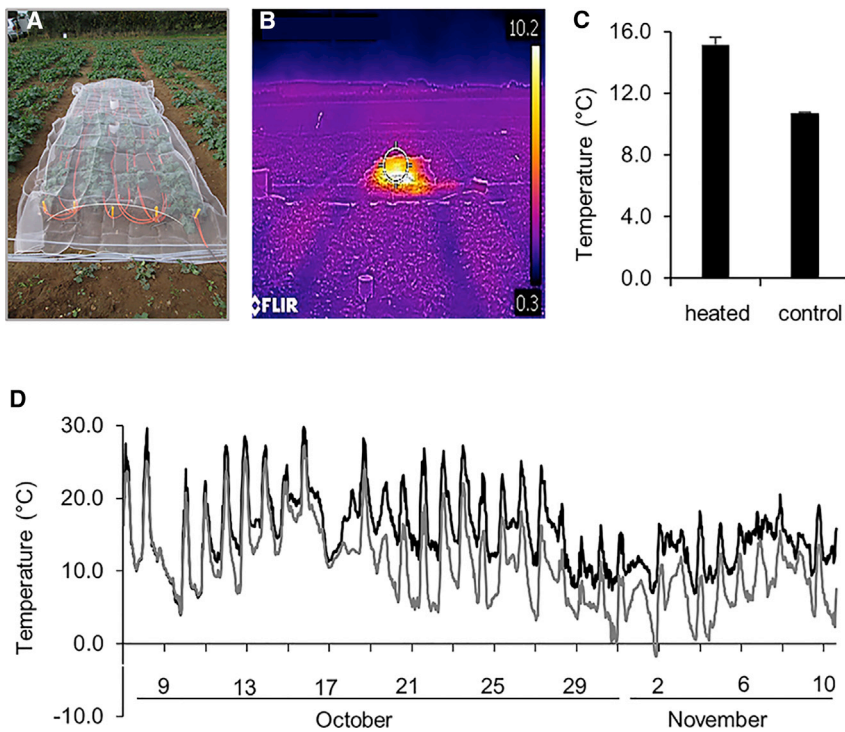 A
B
10.2
0.3
FLIR
C
Temperature (°C)
16.0
12.0
8.0
4.0
0.0
heated
control
D
Temperature (°C)
30.0
20.0
10.0
0.0
-10.0
9
13
17
21
25
29
2
6
10
October
November